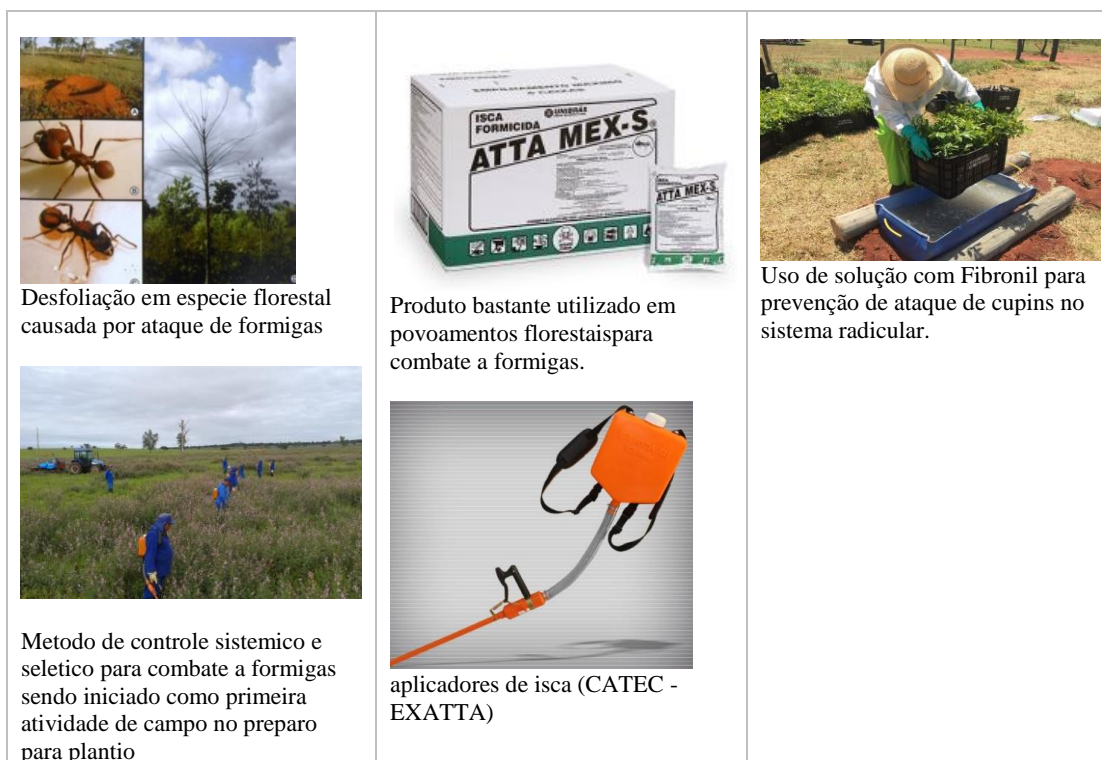 Desfoliação em especie florestal
causada por ataque de formigas
Metodo de controle sistemico e
seletico para combate a formigas
sendo iniciado como primeira
atividade de campo no preparo
para plantio
EMPILHAMENTO MÁXIMO
ISCA
FORMICIDA
UNIBRÁS
ATTA MEX-S
ATTA MEX-S
Produto bastante utilizado em
povoamentos florestaispara
combate a formigas.
aplicadores de isca (CATEC -
EXATTA)
Uso de solução com Fibronil para
prevenção de ataque de cupins no
sistema radicular.